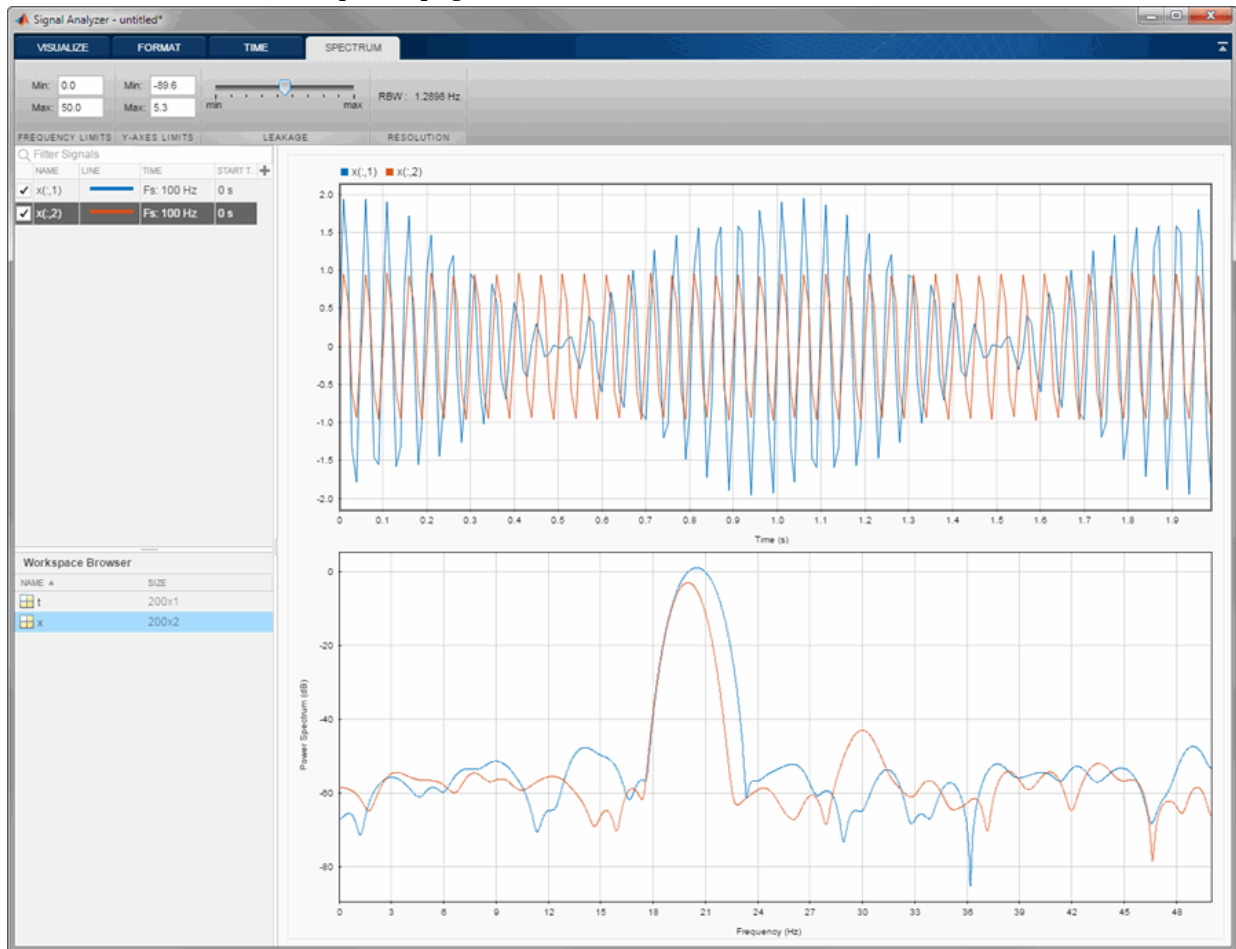 Signal Analyzer - untitled*
VISUALIZE FORMAT TIME SPECTRUM
Min: 0.0 Min: -89.6
Max: 50.0 Max: 5.3 min max RBW : 1.2898 Hz
FREQUENCY LIMITS Y-AXES LIMITS LEAKAGE RESOLUTION
Filter Signals
NAME LINE TIME START T...
x(:,1) Fs: 100 Hz 0 s
x(:,2) Fs: 100 Hz 0 s
x(:,1) x(:,2)
2.0
1.5
1.0
0.5
0
-0.5
-1.0
-1.5
-2.0
0 0.1 0.2 0.3 0.4 0.5 0.6 0.7 0.8 0.9 1.0 1.1 1.2 1.3 1.4 1.5 1.6 1.7 1.8 1.9
Time (s)
Workspace Browser
NAME SIZE
t 200x1
x 200x2
0
-20
-40
-60
-80
Power Spectrum (dB)
0 3 6 9 12 15 18 21 24 27 30 33 36 39 42 45 48
Frequency (Hz)